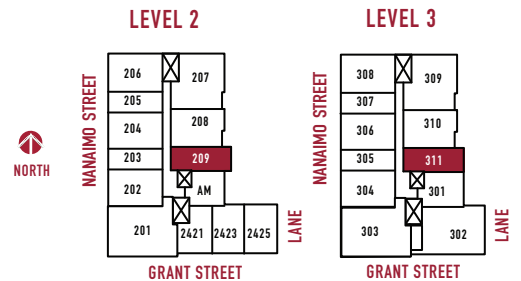 LEVEL 2
NANAIMO STREET
206
207
205
204
208
203
209
202
AM
201
2421
2423
2425
LANE
GRANT STREET
NORTH
LEVEL 3
NANAIMO STREET
308
309
307
306
310
305
311
304
301
303
302
LANE
GRANT STREET